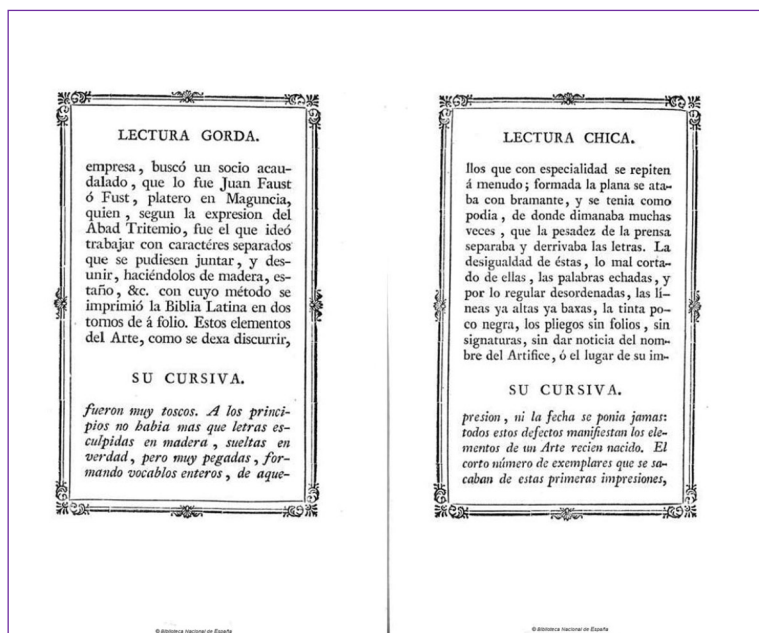 LECTURA GORDA.
empresa, buscó un socio acau-
dalado, que lo fue Juan Faust
ó Fust, platero en Maguncia,
quien, segun la expresion del
Abad Tritemio, fue el que ideó
trabajar con caractéres separados
que se pudiesen juntar, y des-
unir, haciéndolos de madera, es-
taño, &c. con cuyo método se
imprimió la Biblia Latina en dos
tomos de á folio. Estos elementos
del Arte, como se dexa discurrir,
SU CURSIVA.
fueron muy toscos. A los princi-
pios no habia mas que letras es-
culpidas en madera, sueltas en
verdad, pero muy pegadas, for-
mando vocablos enteros, de aque-
© Biblioteca Nacional de España
LECTURA CHICA.
llos que con especialidad se repiten
á menudo; formada la plana se ata-
ba con bramante, y se tenia como
podia, de donde dimanaba muchas
veces, que la pesadez de la prensa
separaba y derrivaba las letras. La
desigualdad de éstas, lo mal corta-
do de ellas, las palabras echadas, y
por lo regular desordenadas, las lí-
neas ya altas ya baxas, la tinta po-
co negra, los pliegos sin folios, sin
signaturas, sin dar noticia del nom-
bre del Artifice, ó el lugar de su im-
SU CURSIVA.
presion, ni la fecha se ponia jamas:
todos estos defectos manifiestan los ele-
mentos de un Arte recien nacido. El
corto número de exemplares que se sa-
caban de estas primeras impresiones,
© Biblioteca Nacional de España